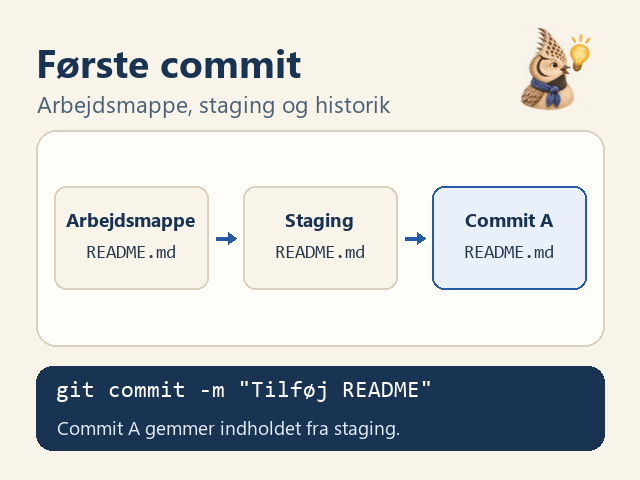 Første commit
Arbejdsmappe, staging og historik
Arbejdsmappe
README.md
Staging
README.md
Commit A
README.md
git commit -m "Tilføj README"
Commit A gemmer indholdet fra staging.